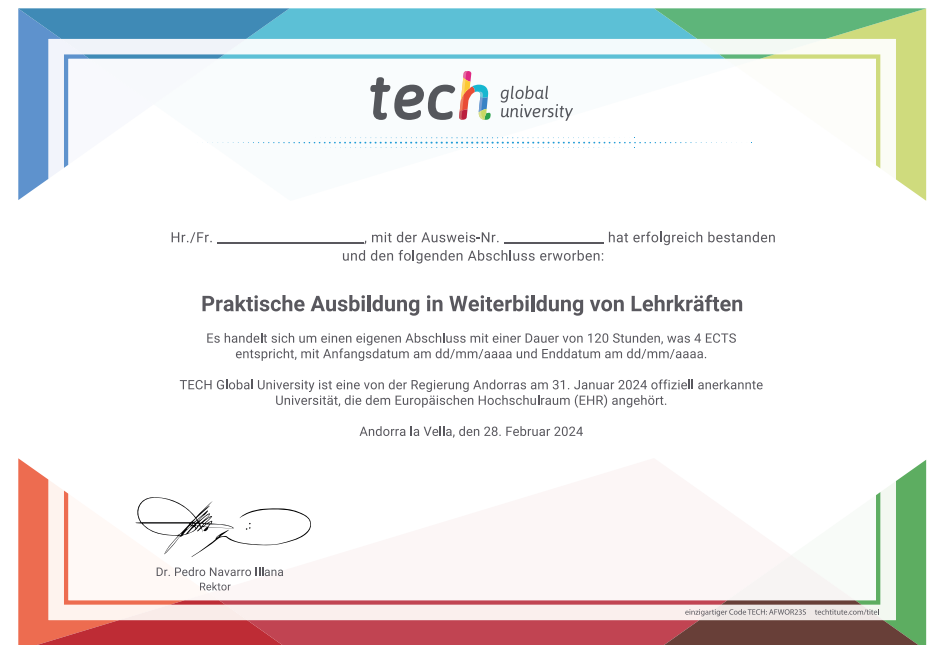 tech global university
Hr./Fr. ____________________, mit der Ausweis-Nr. ______________ hat erfolgreich bestanden
und den folgenden Abschluss erworben:
Praktische Ausbildung in Weiterbildung von Lehrkräften
Es handelt sich um einen eigenen Abschluss mit einer Dauer von 120 Stunden, was 4 ECTS
entspricht, mit Anfangsdatum am dd/mm/aaaa und Enddatum am dd/mm/aaaa.
TECH Global University ist eine von der Regierung Andorras am 31. Januar 2024 offiziell anerkannte
Universität, die dem Europäischen Hochschulraum (EHR) angehört.
Andorra la Vella, den 28. Februar 2024
Dr. Pedro Navarro Illana
Rektor
einzigartiger Code TECH: AFWOR23S techtitute.com/titel